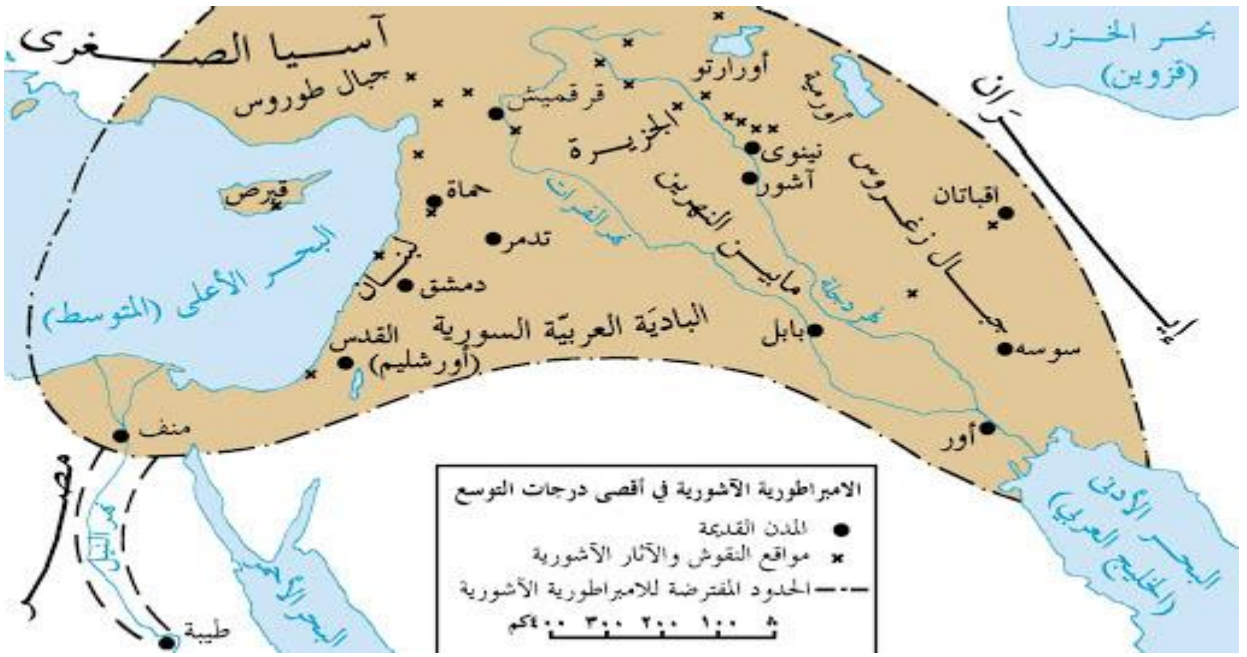 آسيا الصغرى
بحر الخزر
(قزوين)
جبال طوروس
أورارتو
أورمية
إيران
قرقميش
الجزيرة
نينوى
آشور
اقباتان
قبرص
حماة
تدمر
نهر الفرات
مابين النهرين
جبال زغروس
لبنان
دمشق
البحر الأعلى (المتوسط)
نهر دجلة
البادية العربيّة السورية
بابل
سوسه
القدس
(أورشليم)
أور
منف
مصر
نهر النيل
طيبة
البحر الأحمر
البحر الأدنى
(الخليج العربي)
الامبراطورية الآشورية في أقصى درجات التوسع
المدن القديمة
مواقع النقوش والآثار الآشورية
الحدود المفترضة للامبراطورية الآشورية
٠ ١٠٠ ٢٠٠ ٣٠٠ ٤٠٠كم